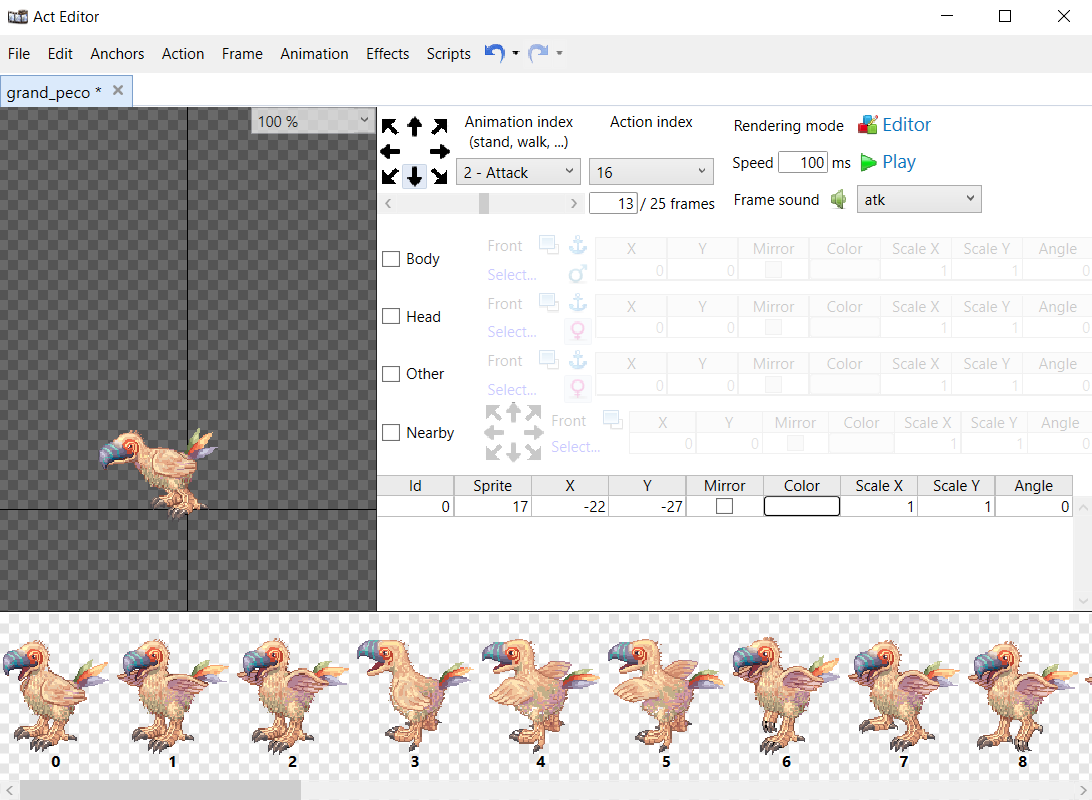 Act Editor
File Edit Anchors Action Frame Animation Effects Scripts
grand_peco *
100 %
Animation index
(stand, walk, ...)
2 - Attack
Action index
16
13 / 25 frames
Rendering mode Editor
Speed 100 ms Play
Frame sound atk
Body Front Select... X Y Mirror Color Scale X Scale Y Angle
0 0 1 1 0
Head Front Select... X Y Mirror Color Scale X Scale Y Angle
0 0 1 1 0
Other Front Select... X Y Mirror Color Scale X Scale Y Angle
0 0 1 1 0
Nearby Front Select... X Y Mirror Color Scale X Scale Y Angle
0 0 1 1 0
Id Sprite X Y Mirror Color Scale X Scale Y Angle
0 17 -22 -27 1 1 0
0 1 2 3 4 5 6 7 8